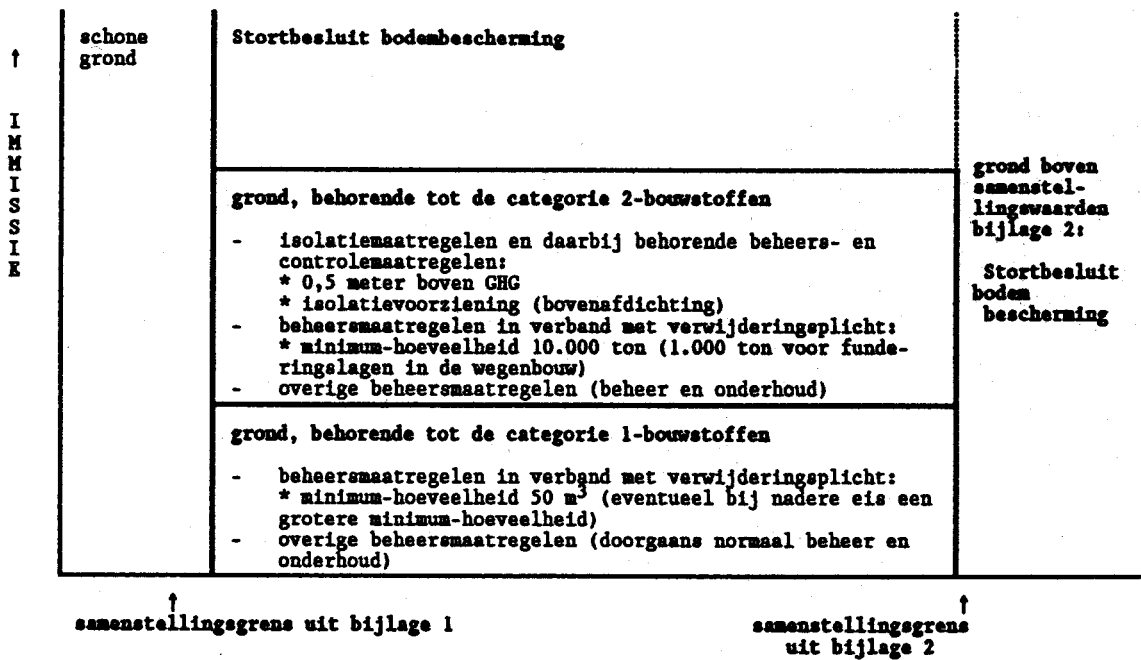 ↑
IMMISSIE
schone
grond
Stortbesluit bodembescherming
grond, behorende tot de categorie 2-bouwstoffen
- isolatiemaatregelen en daarbij behorende beheers- en
controlemaatregelen:
* 0,5 meter boven GHG
* isolatievoorziening (bovenafdichting)
- beheersmaatregelen in verband met verwijderingsplicht:
* minimum-hoeveelheid 10.000 ton (1.000 ton voor funde-
ringslagen in de wegenbouw)
- overige beheersmaatregelen (beheer en onderhoud)
grond, behorende tot de categorie 1-bouwstoffen
- beheersmaatregelen in verband met verwijderingsplicht:
* minimum-hoeveelheid 50 m³ (eventueel bij nadere eis een
grotere minimum-hoeveelheid)
- overige beheersmaatregelen (doorgaans normaal beheer en
onderhoud)
grond boven
samenstel-
lingswaarden
bijlage 2:
Stortbesluit
bodem
bescherming
↑
samenstellingsgrens uit bijlage 1
↑
samenstellingsgrens
uit bijlage 2